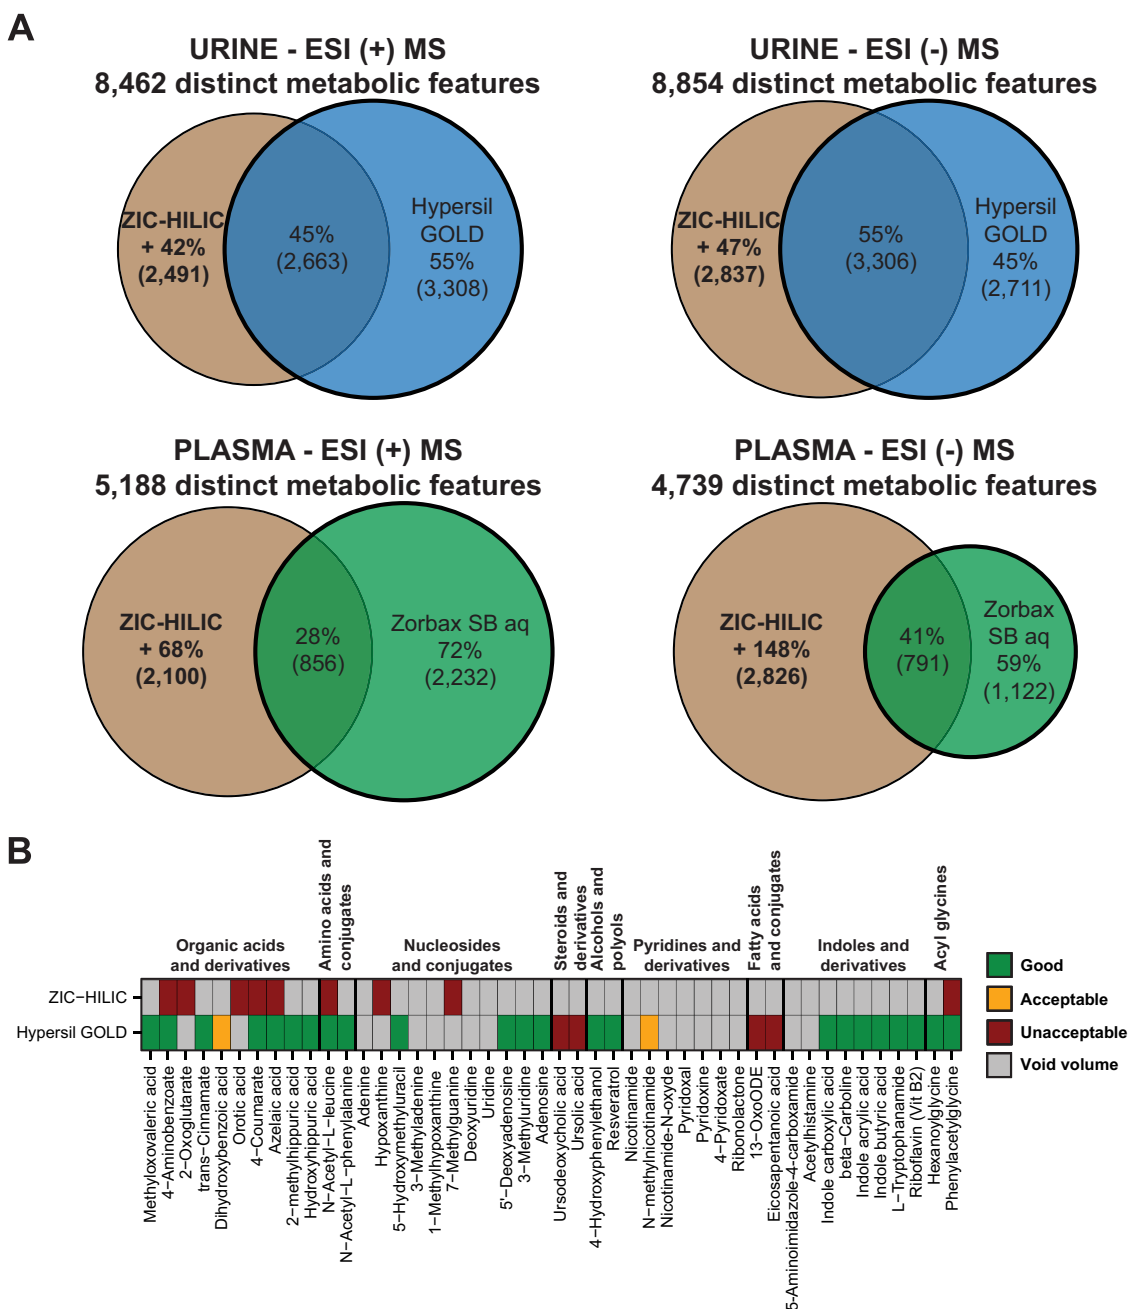 A
URINE - ESI (+) MS
8,462 distinct metabolic features
ZIC-HILIC
+ 42%
(2,491)
45%
(2,663)
Hypersil
GOLD
55%
(3,308)
URINE - ESI (-) MS
8,854 distinct metabolic features
ZIC-HILIC
+ 47%
(2,837)
55%
(3,306)
Hypersil
GOLD
45%
(2,711)
PLASMA - ESI (+) MS
5,188 distinct metabolic features
ZIC-HILIC
+ 68%
(2,100)
28%
(856)
Zorbax SB aq
72%
(2,232)
PLASMA - ESI (-) MS
4,739 distinct metabolic features
ZIC-HILIC
+ 148%
(2,826)
41%
(791)
Zorbax
SB aq
59%
(1,122)
B
Organic acids
and derivatives
Amino acids and
conjugates
Nucleosides
and conjugates
Steroids and
derivatives
Alcohols and
polyols
Pyridines and
derivatives
Fatty acids
and conjugates
Indoles and
derivatives
Acyl glycines
ZIC−HILIC
Hypersil GOLD
Good
Acceptable
Unacceptable
Void volume
Methyloxovaleric acid
4−Aminobenzoate
2−Oxoglutarate
trans−Cinnamate
Dihydroxybenzoic acid
Orotic acid
4−Coumarate
Azelaic acid
2−methylhippuric acid
Hydroxyhippuric acid
N−Acetyl−L−leucine
N−Acetyl−L−phenylalanine
Adenine
Hypoxanthine
5−Hydroxymethyluracil
3−Methyladenine
1−Methylhypoxanthine
7−Methylguanine
Deoxyuridine
Uridine
5'−Deoxyadenosine
3−Methyluridine
Adenosine
Ursodeoxycholic acid
Ursolic acid
4−Hydroxyphenylethanol
Resveratrol
Nicotinamide
N−methylnicotinamide
Nicotinamide−N−oxyde
Pyridoxal
Pyridoxine
4−Pyridoxate
Ribonolactone
13−OxoODE
Eicosapentanoic acid
5-Aminoimidazole-4-carboxamide
Acetylhistamine
Indole carboxylic acid
beta−Carboline
Indole acrylic acid
Indole butyric acid
L−Tryptophanamide
Riboflavin (Vit B2)
Hexanoylglycine
Phenylacetylglycine